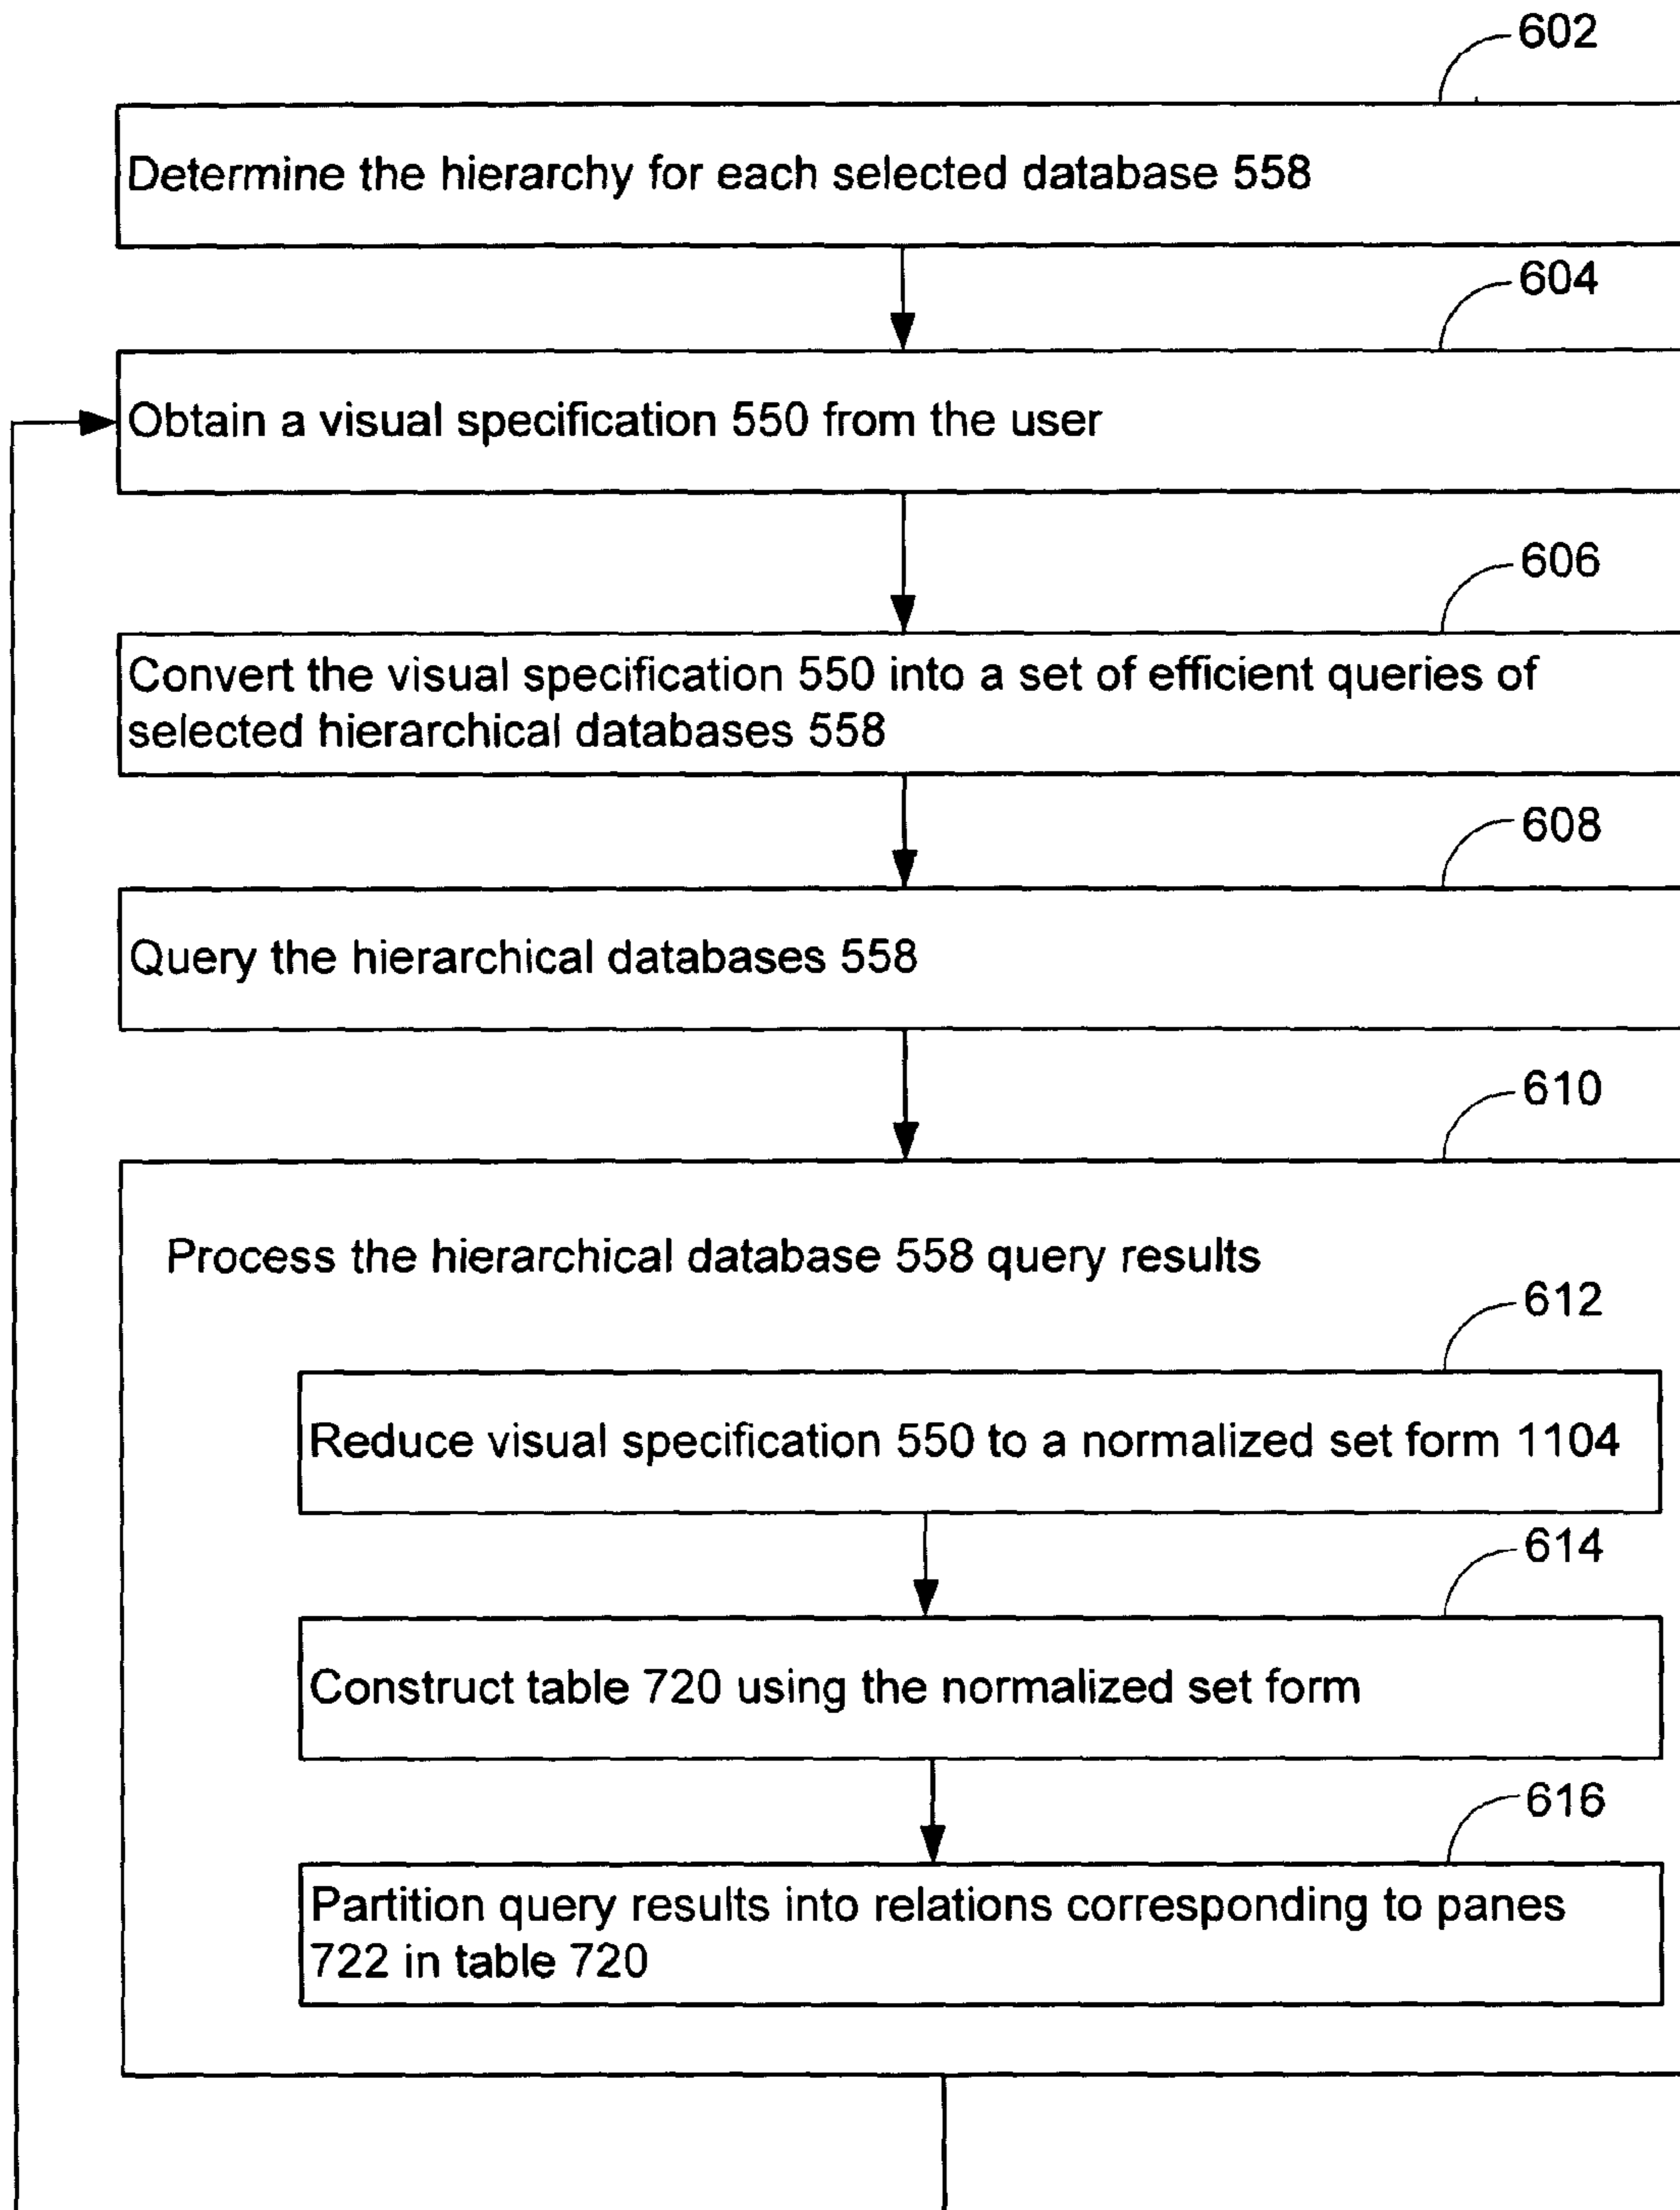 602
Determine the hierarchy for each selected database 558
604
Obtain a visual specification 550 from the user
606
Convert the visual specification 550 into a set of efficient queries of
selected hierarchical databases 558
608
Query the hierarchical databases 558
610
Process the hierarchical database 558 query results
612
Reduce visual specification 550 to a normalized set form 1104
614
Construct table 720 using the normalized set form
616
Partition query results into relations corresponding to panes
722 in table 720